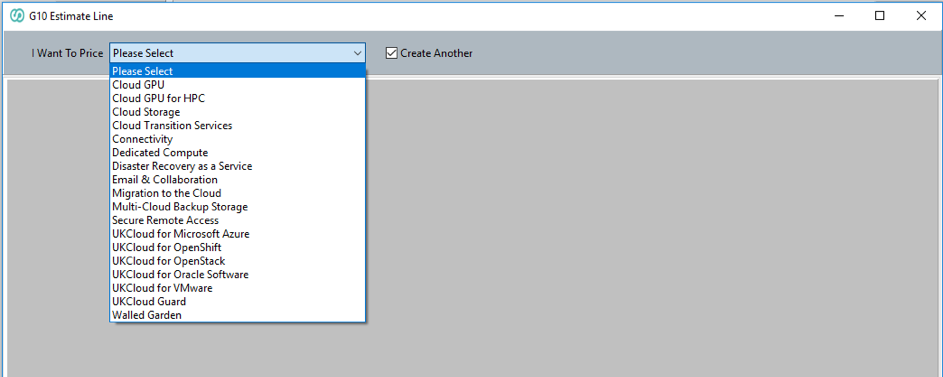 G10 Estimate Line
I Want To Price Please Select Create Another
Please Select
Cloud GPU
Cloud GPU for HPC
Cloud Storage
Cloud Transition Services
Connectivity
Dedicated Compute
Disaster Recovery as a Service
Email & Collaboration
Migration to the Cloud
Multi-Cloud Backup Storage
Secure Remote Access
UKCloud for Microsoft Azure
UKCloud for OpenShift
UKCloud for OpenStack
UKCloud for Oracle Software
UKCloud for VMware
UKCloud Guard
Walled Garden